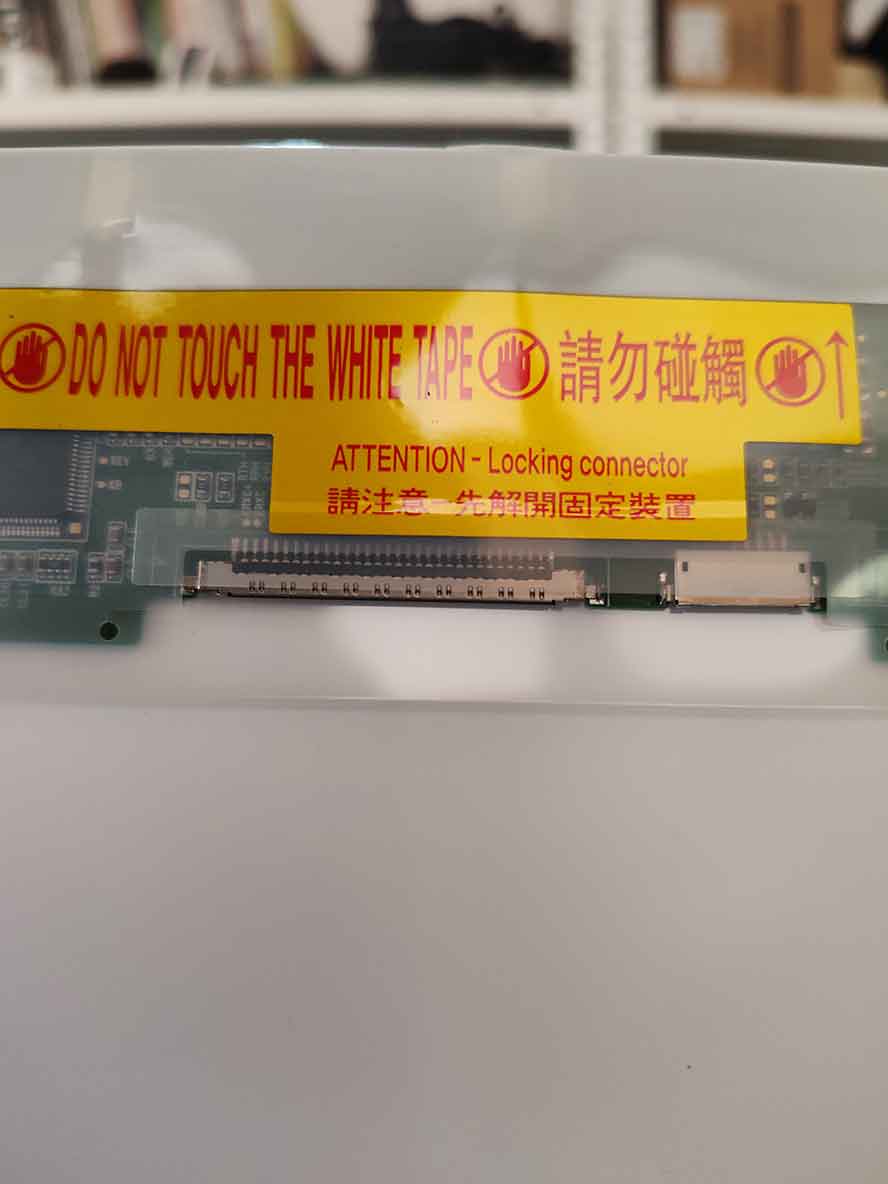 DO NOT TOUCH THE WHITE TAPE 請勿碰觸
ATTENTION - Locking connector
請注意-先解開固定裝置
REV